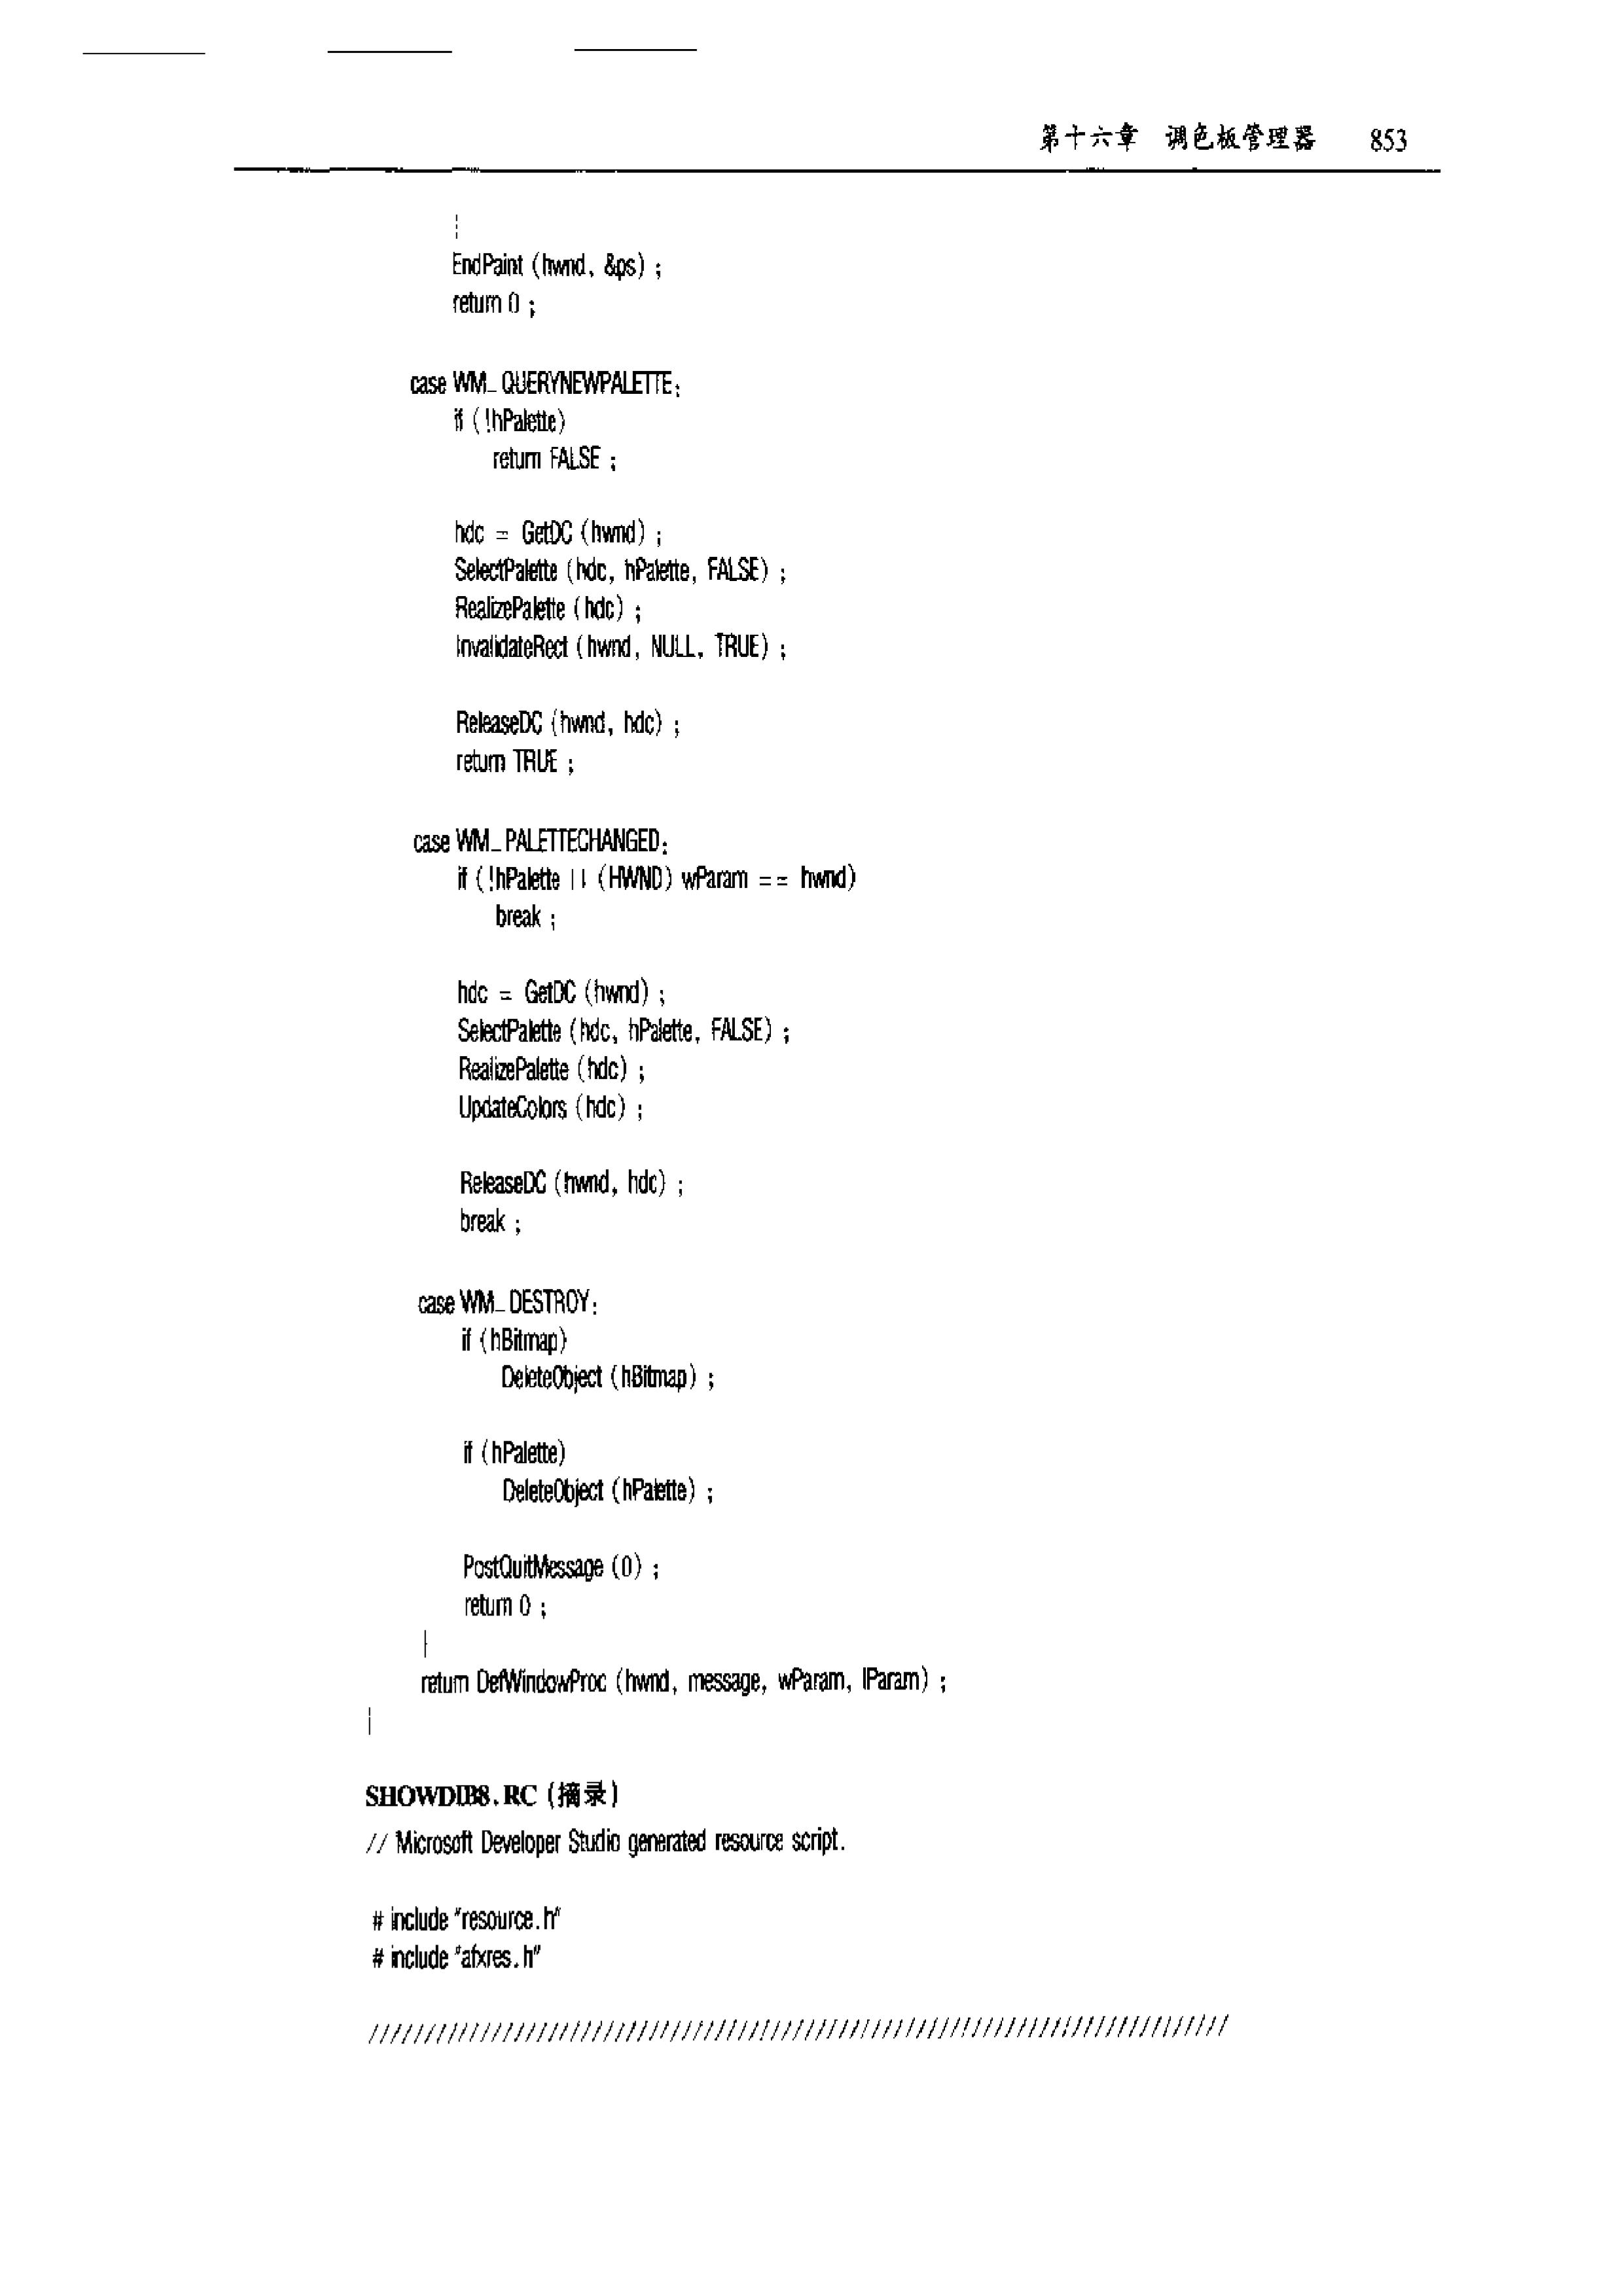 第十六章 调色板管理器 853
}
EndPaint (hwnd, &ps) ;
return 0 ;
case WM_QUERYNEWPALETTE:
if (!hPalette)
return FALSE ;
hdc = GetDC (hwnd) ;
SelectPalette (hdc, hPalette, FALSE) ;
RealizePalette (hdc) ;
InvalidateRect (hwnd, NULL, TRUE) ;
ReleaseDC (hwnd, hdc) ;
return TRUE ;
case WM_PALETTECHANGED:
if (!hPalette || (HWND) wParam == hwnd)
break ;
hdc = GetDC (hwnd) ;
SelectPalette (hdc, hPalette, FALSE) ;
RealizePalette (hdc) ;
UpdateColors (hdc) ;
ReleaseDC (hwnd, hdc) ;
break ;
case WM_DESTROY:
if (hBitmap)
DeleteObject (hBitmap) ;
if (hPalette)
DeleteObject (hPalette) ;
PostQuitMessage (0) ;
return 0 ;
}
return DefWindowProc (hwnd, message, wParam, lParam) ;
}
SHOWDIB8.RC (摘录)
// Microsoft Developer Studio generated resource script.
# include "resource.h"
# include "afxres.h"
/////////////////////////////////////////////////////////////////////////////